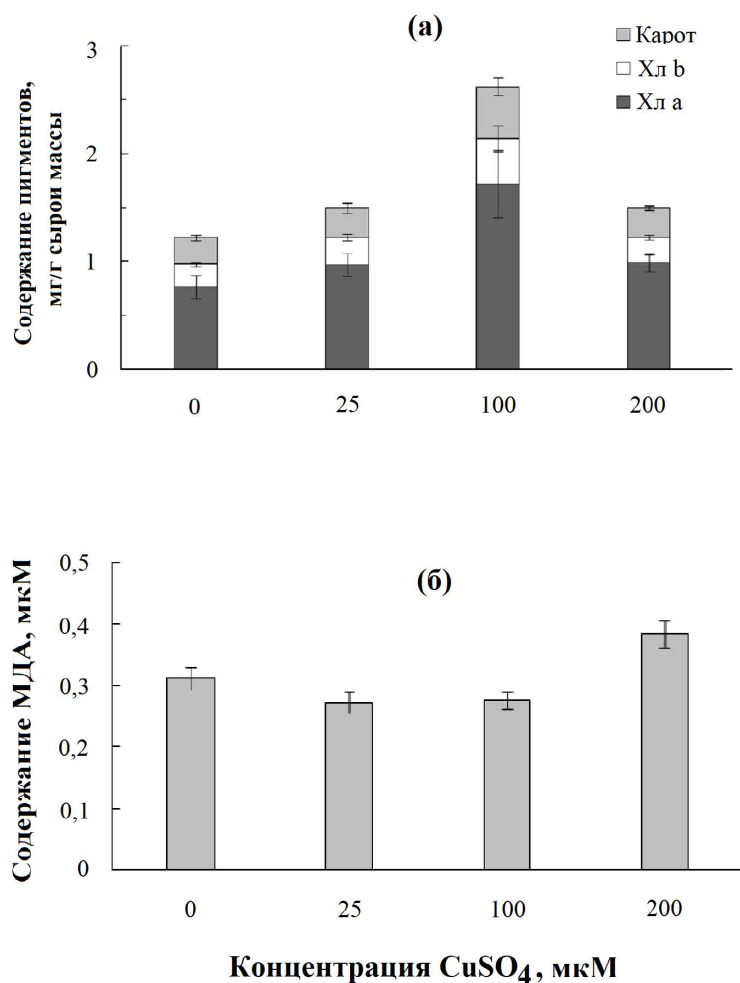 (а)
Карот
Хл b
Хл a
Содержание пигментов,
мг/г сырои массы
3
2
1
0
0 25 100 200
(б)
Содержание МДА, мкМ
0,5
0,4
0,3
0,2
0,1
0
0 25 100 200
Концентрация CuSO4, мкМ